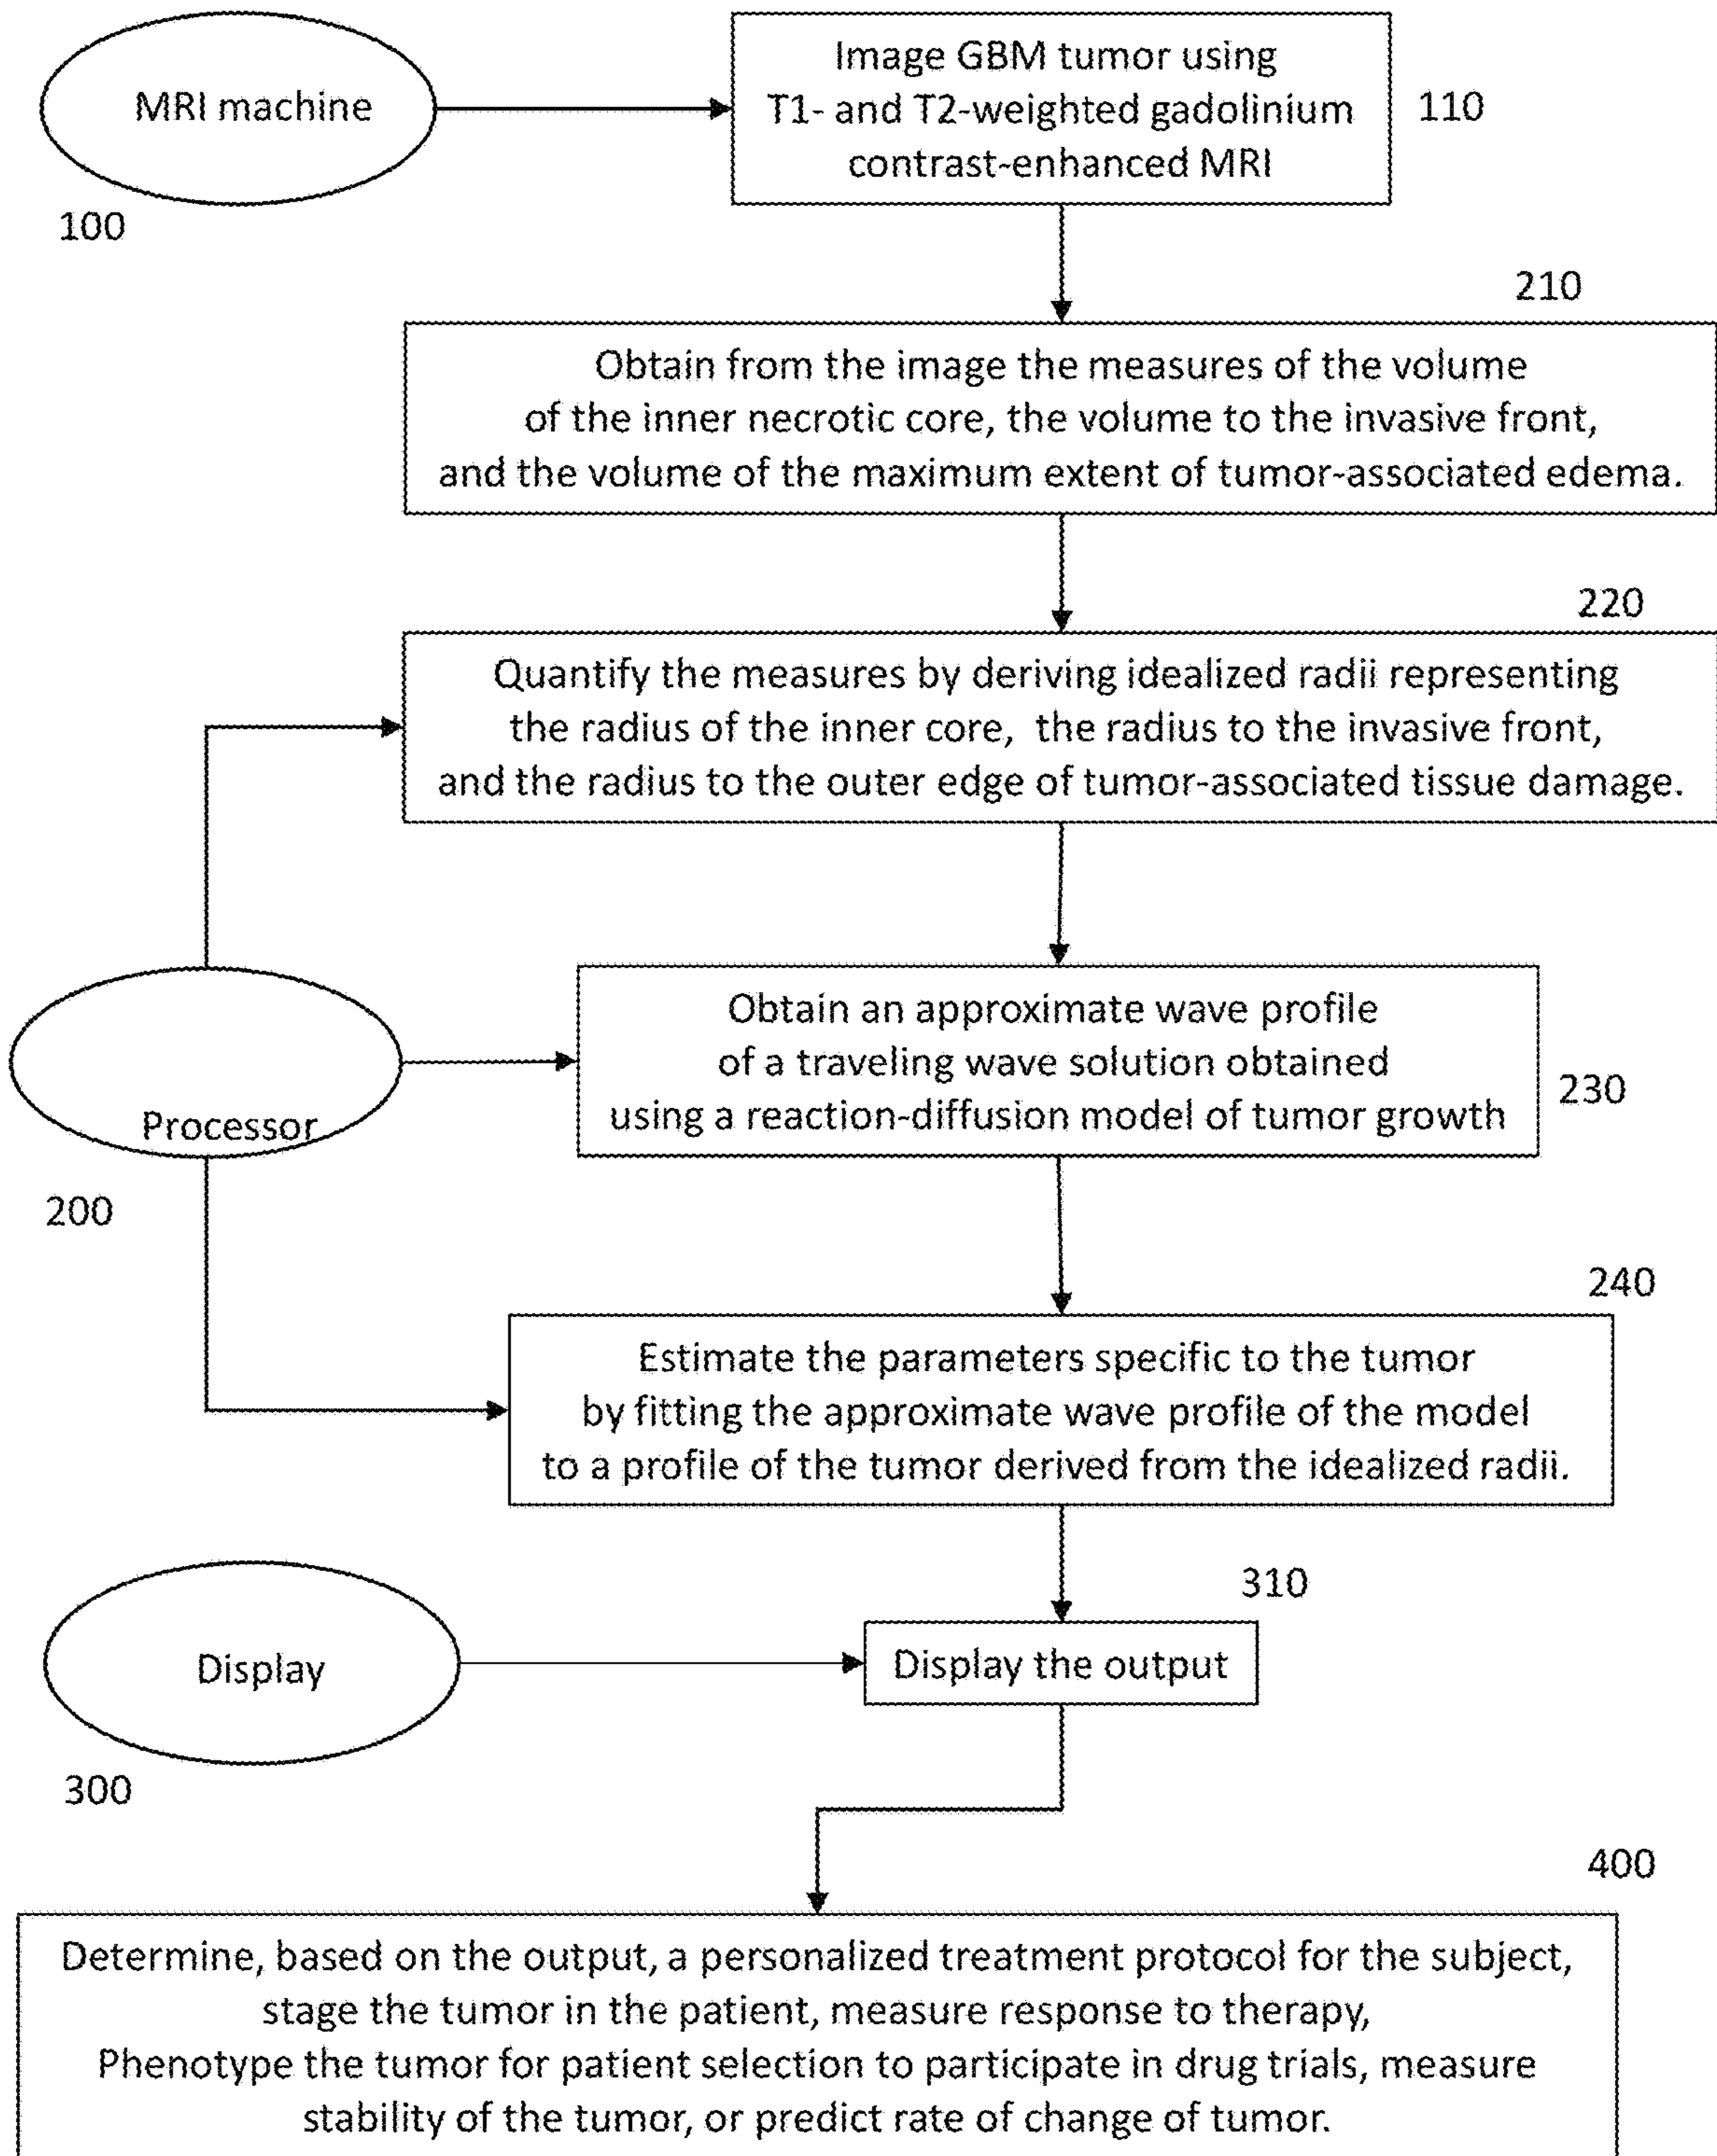 MRI machine
100
Image GBM tumor using
T1- and T2-weighted gadolinium
contrast-enhanced MRI
110
210
Obtain from the image the measures of the volume
of the inner necrotic core, the volume to the invasive front,
and the volume of the maximum extent of tumor-associated edema.
220
Quantify the measures by deriving idealized radii representing
the radius of the inner core, the radius to the invasive front,
and the radius to the outer edge of tumor-associated tissue damage.
Processor
200
Obtain an approximate wave profile
of a traveling wave solution obtained
using a reaction-diffusion model of tumor growth
230
240
Estimate the parameters specific to the tumor
by fitting the approximate wave profile of the model
to a profile of the tumor derived from the idealized radii.
310
Display
300
Display the output
400
Determine, based on the output, a personalized treatment protocol for the subject,
stage the tumor in the patient, measure response to therapy,
Phenotype the tumor for patient selection to participate in drug trials, measure
stability of the tumor, or predict rate of change of tumor.